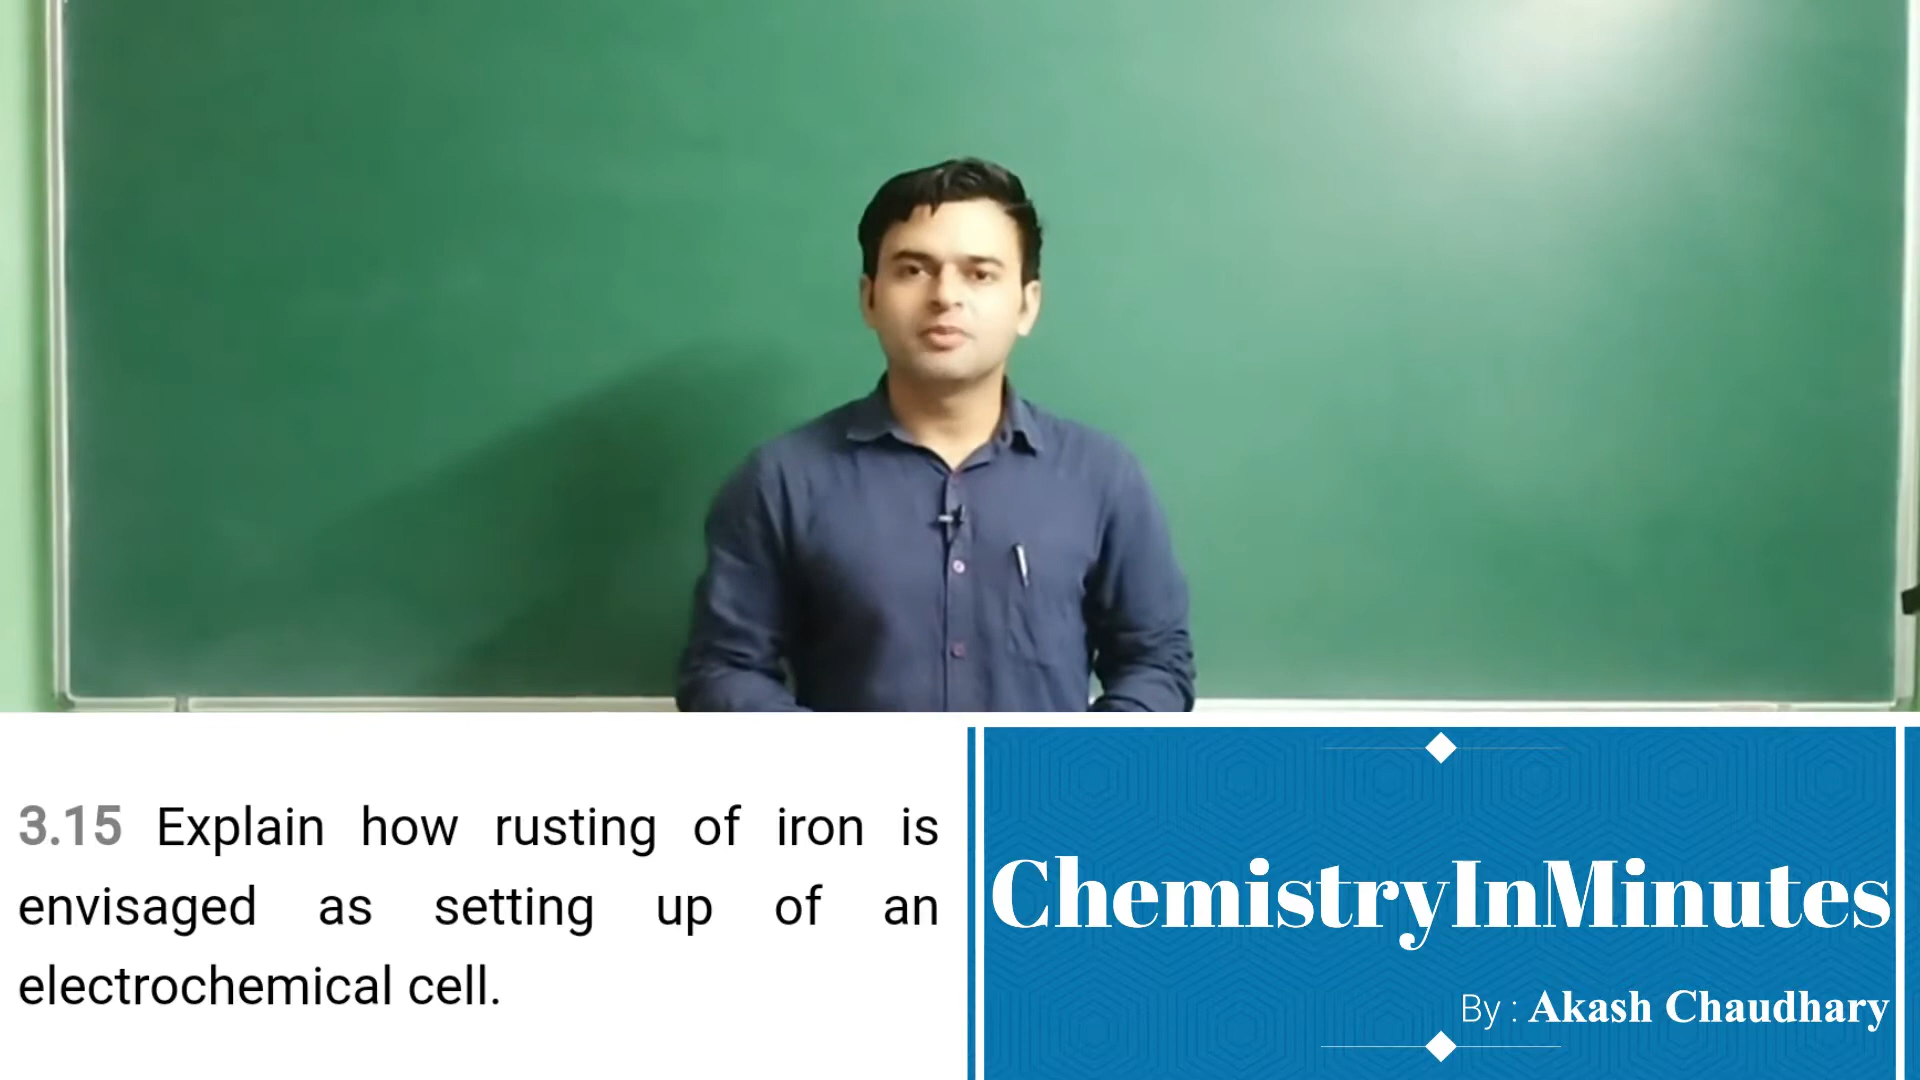 3.15 Explain how rusting of iron is
envisaged as setting up of an
electrochemical cell.
ChemistryInMinutes
By : Akash Chaudhary